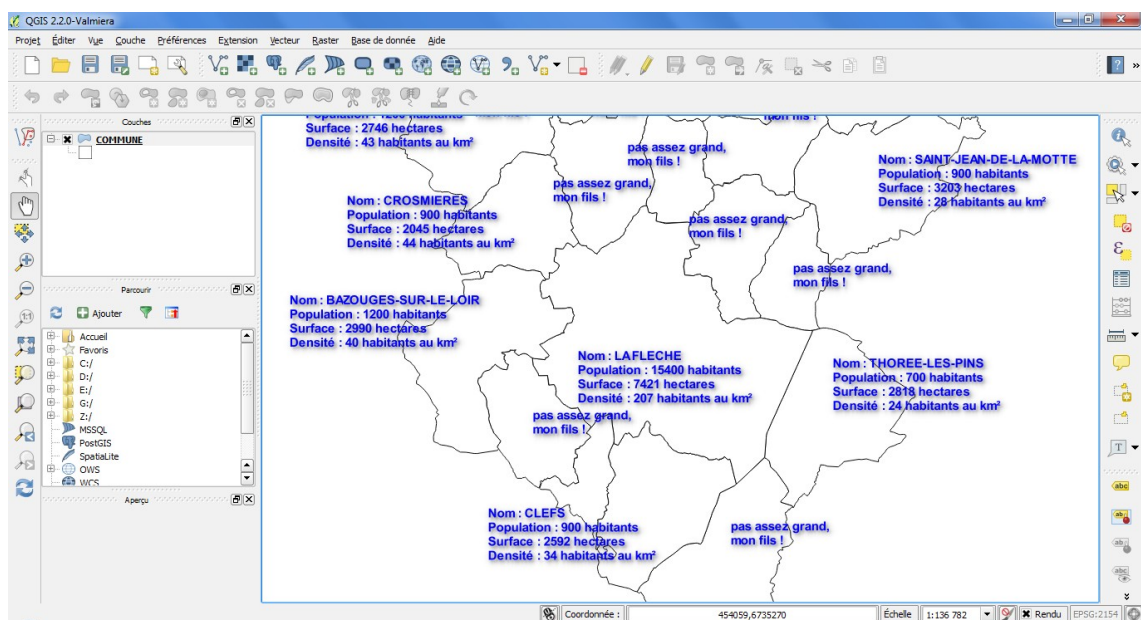 QGIS 2.2.0-Valmiera
Projet Éditer Vue Couche Préférences Extension Vecteur Raster Base de donnée Aide
Couches
COMMUNE
Parcourir
Ajouter
Accueil
Favoris
C:/
D:/
E:/
G:/
Z:/
MSSQL
PostGIS
SpatiaLite
OWS
WCS
Aperçu
Population : 1200 habitants
Surface : 2746 hectares
Densité : 43 habitants au km²
mon fils !
pas assez grand,
mon fils !
Nom : SAINT-JEAN-DE-LA-MOTTE
Population : 900 habitants
Surface : 3203 hectares
Densité : 28 habitants au km²
pas assez grand,
mon fils !
Nom : CROSMIERES
Population : 900 habitants
Surface : 2045 hectares
Densité : 44 habitants au km²
pas assez grand,
mon fils !
pas assez grand,
mon fils !
Nom : BAZOUGES-SUR-LE-LOIR
Population : 1200 habitants
Surface : 2990 hectares
Densité : 40 habitants au km²
Nom : LA FLECHE
Population : 15400 habitants
Surface : 7421 hectares
Densité : 207 habitants au km²
Nom : THOREE-LES-PINS
Population : 700 habitants
Surface : 2818 hectares
Densité : 24 habitants au km²
pas assez grand,
mon fils !
Nom : CLEFS
Population : 900 habitants
Surface : 2592 hectares
Densité : 34 habitants au km²
pas assez grand,
mon fils !
Coordonnée : 454059,6735270 Échelle 1:136 782 Rendu EPSG:2154